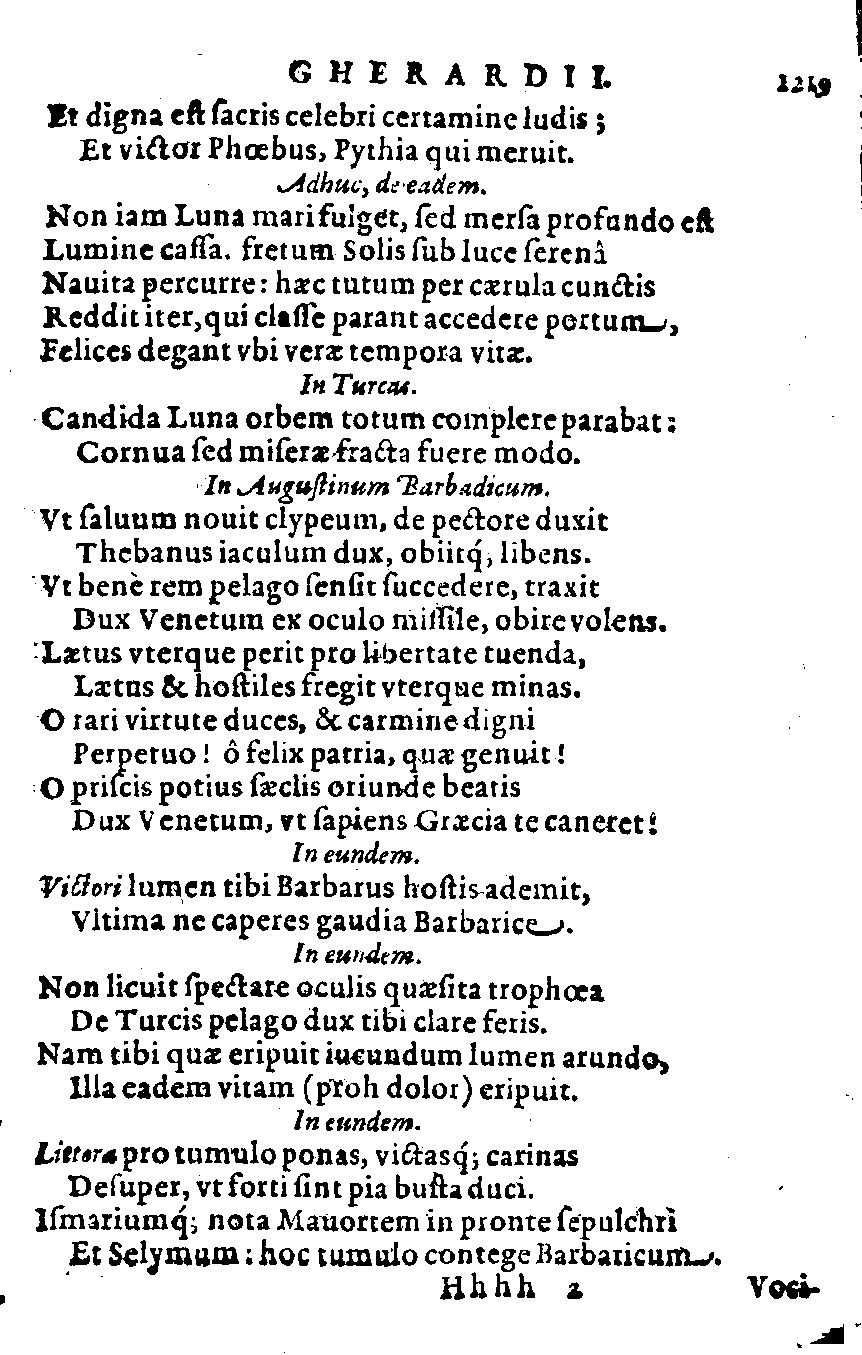 GHERARDII. 1219
Et digna eſt ſacris celebri certamine ludis;
Et victor Phœbus, Pythia qui meruit.
Adhuc, de eadem.
Non iam Luna mari fulget, ſed merſa profundo eſt
Lumine caſſa. fretum Solis ſub luce ſerenâ
Nauita percurre: hæc tutum per cærula cunctis
Reddit iter, qui claſſe parant accedere portum,
Felices degant vbi veræ tempora vitæ.
In Turcas.
Candida Luna orbem totum complere parabat:
Cornua ſed miſeræ fracta fuere modo.
In Auguſtinum Barbadicum.
Vt ſaluum nouit clypeum, de pectore duxit
Thebanus iaculum dux, obiitq́; libens.
Vt benè rem pelago ſenſit ſuccedere, traxit
Dux Venetum ex oculo miſſile, obire volens.
Lætus vterque perit pro libertate tuenda,
Lætus & hoſtiles fregit vterque minas.
O rari virtute duces, & carmine digni
Perpetuo! ô felix patria, quæ genuit!
O priſcis potius ſæclis oriunde beatis
Dux Venetum, vt ſapiens Græcia te caneret!
In eundem.
Victori lumen tibi Barbarus hoſtis ademit,
Vltima ne caperes gaudia Barbarice.
In eundem.
Non licuit ſpectare oculis quæſita trophœa
De Turcis pelago dux tibi clare feris.
Nam tibi quæ eripuit iucundum lumen arundo,
Illa eadem vitam (proh dolor) eripuit.
In eundem.
Littora pro tumulo ponas, victasq́; carinas
Deſuper, vt forti ſint pia buſta duci.
Iſmariumq́; nota Mauortem in pronte ſepulchri
Et Selymum: hoc tumulo contege Barbaricum.
Hhhh 2 Voci-